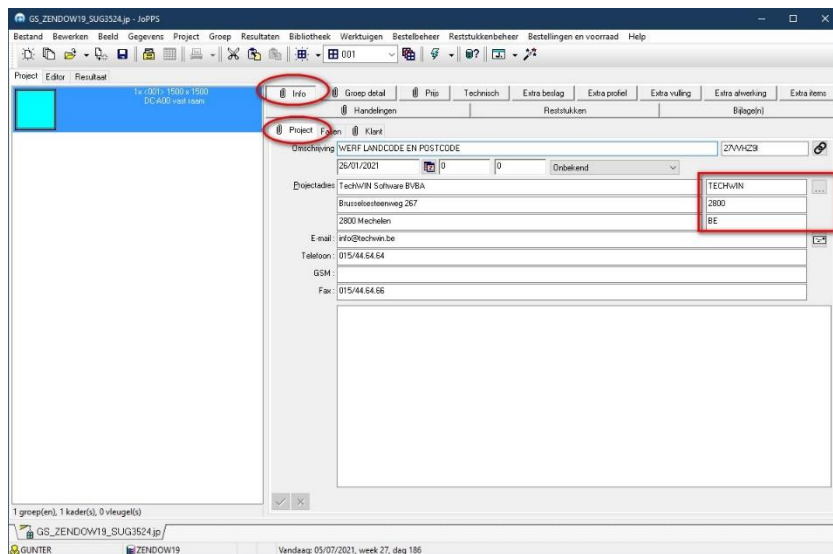 GS_ZENDOW19_SUG3524.jp - JoPPS
Bestand Bewerken Beeld Gegevens Project Groep Resultaten Bibliotheek Werktuigen Bestelbeheer Reststukkenbeheer Bestellingen en voorraad Help
001
Project Editor Resultaat
1x <001> 1500 x 1500
DC-A00 vast raam
Info Groep detail Prijs Technisch Extra beslag Extra profiel Extra vulling Extra afwerking Extra items
Handelingen Reststukken Bijlage(n)
Project Falen Klant
Omschrijving WERF LANDCODE EN POSTCODE 27VVHZ9I
26/01/2021 0 0 Onbekend
Projectadres TechWIN Software BVBA TECHWIN ...
Brusselsesteenweg 267 2800
2800 Mechelen BE
E-mail : info@techwin.be
Telefoon : 015/44.64.64
GSM :
Fax : 015/44.64.66
1 groep(en), 1 kader(s), 0 vleugel(s)
GS_ZENDOW19_SUG3524.jp
GUNTER ZENDOW19 Vandaag: 05/07/2021, week 27, dag 186